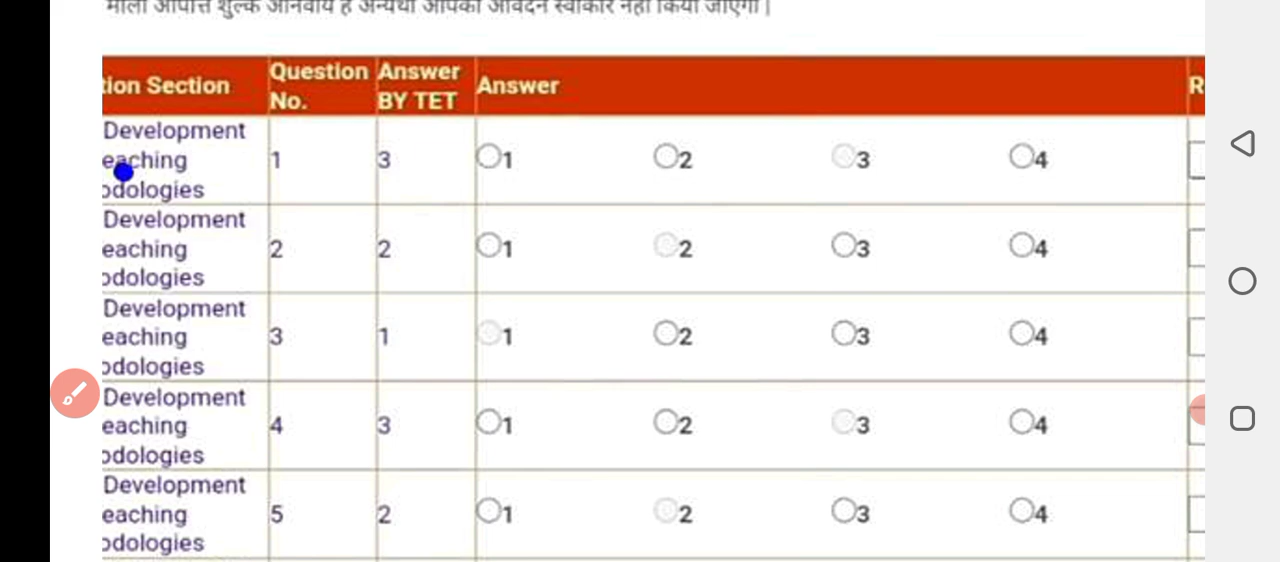 शुल्क अनिवार्य है अन्यथा आपका आवेदन स्वीकार नहीं किया जाएगा |
tion Section Question No. Answer BY TET Answer R
Development
eaching 1 3 1 2 3 4
odologies
Development
eaching 2 2 1 2 3 4
odologies
Development
eaching 3 1 1 2 3 4
odologies
Development
eaching 4 3 1 2 3 4
odologies
Development
eaching 5 2 1 2 3 4
odologies